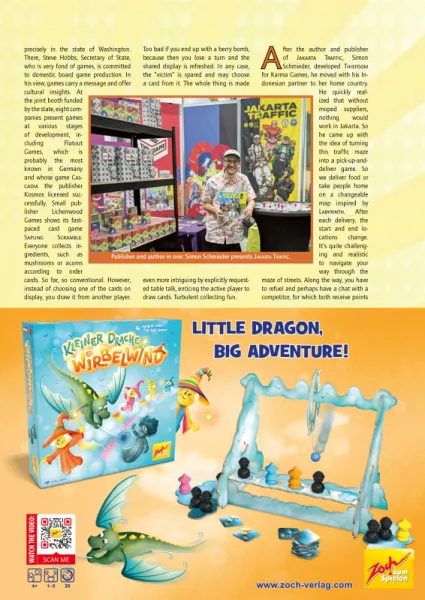 precisely in the state of Washington.
There, Steve Hobbs, Secretary of State,
who is very fond of games, is committed
to domestic board game production. In
his view, games carry a message and offer
cultural insights. At
the joint booth funded
by the state, eight com-
panies present games
at various stages
of development, in-
cluding Flatout
Games, which is
probably the most
known in Germany
and whose game CAS-
CADIA the publisher
Kosmos licensed suc-
cessfully. Small pub-
lisher Lichenwood
Games shows its fast-
paced card game
SAPLING SCRAMBLE.
Everyone collects in-
gredients, such as
mushrooms or acorns
according to order
cards. So far, so conventional. However,
instead of choosing one of the cards on
display, you draw it from another player.
Too bad if you end up with a berry bomb,
because then you lose a turn and the
shared display is refreshed. In any case,
the "victim" is spared and may choose
a card from it. The whole thing is made
JAKARTA
TRAFFIC
Publisher and author in one: Simon Schmieder presents JAKARTA TRAFFIC.
even more intriguing by explicitly request-
ed table talk, enticing the active player to
draw cards. Turbulent collecting fun.
After the author and publisher
of JAKARTA TRAFFIC, Simon
Schmieder, developed
for Karma Games, he moved with his In-
donesian partner to her home country.
He quickly real-
ized that without
moped suppliers,
nothing would
work in Jakarta. So
he came up with
the idea of turning
this traffic maze
into a pick-up-and-
deliver game. So
we deliver food or
take people home
on a changeable
map inspired by
LABYRINTH. After
each delivery, the
start and end lo-
cations change.
It's quite challeng-
ing and realistic
to navigate your
way through the
maze of streets. Along the way, you have
to refuel and perhaps have a chat with a
competitor, for which both receive points
LITTLE DRAGON,
BIG ADVENTURE!
KLEINER DRACHE
WIRBELWIND
zoch
WATCH THE VIDEO:
SCAN ME
4+
1–5
20
www.zoch-verlag.com
zoch
zum
Spielen